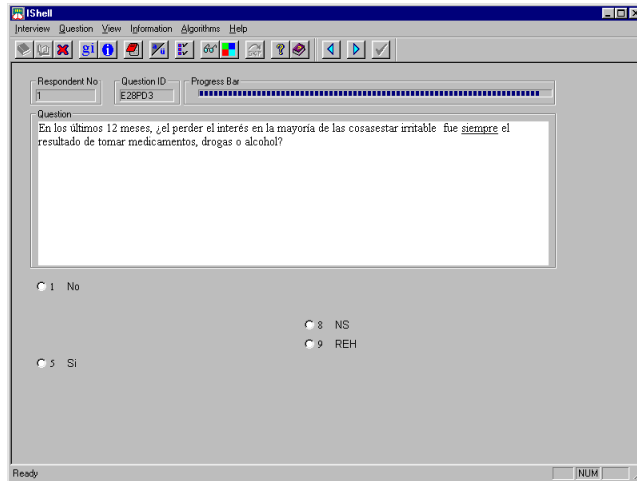 IShell
Interview Question View Information Algorithms Help
gi
Respondent No
Question ID
Progress Bar
1
E28PD3
Question
En los últimos 12 meses, ¿el perder el interés en la mayoría de las cosasestar irritable fue siempre el
resultado de tomar medicamentos, drogas o alcohol?
1 No
8 NS
9 REH
5 Si
Ready
NUM